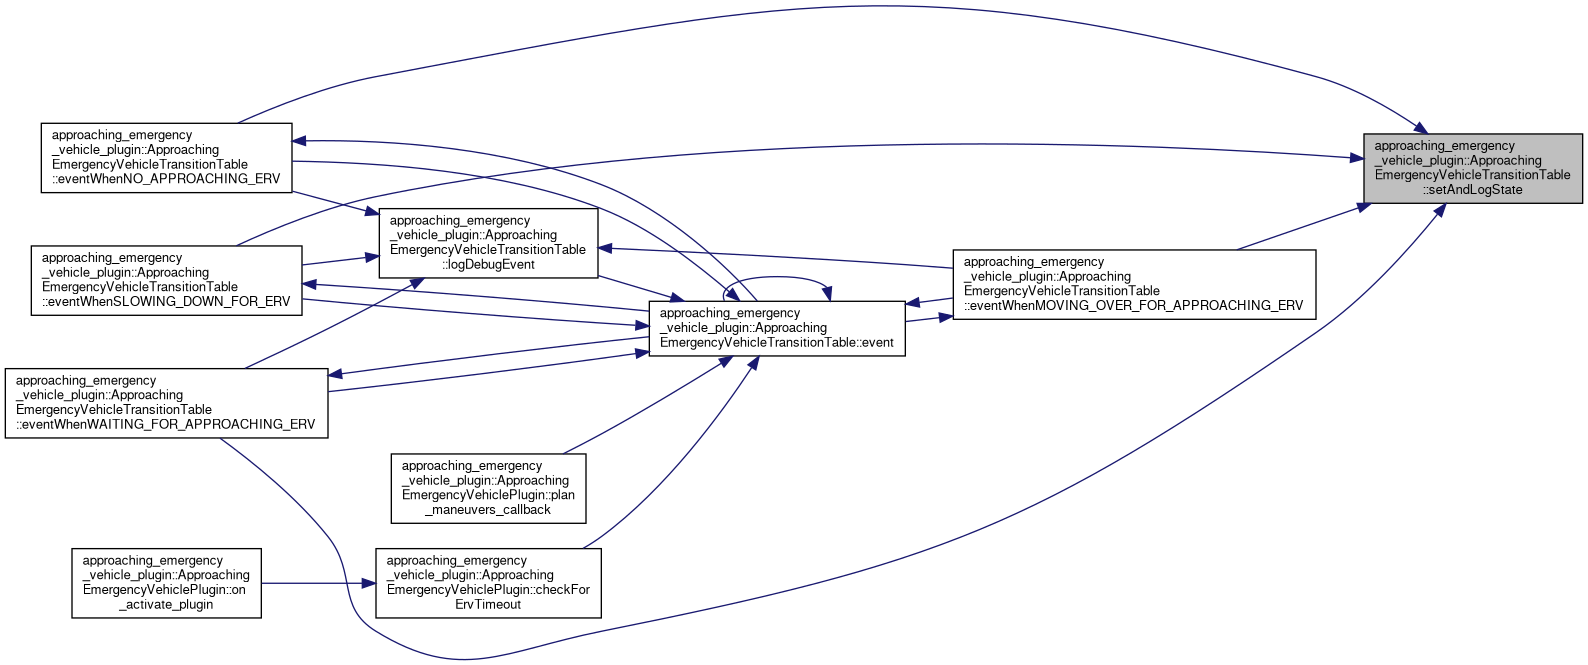 approaching_emergency
_vehicle_plugin::Approaching
EmergencyVehicleTransitionTable
::eventWhenNO_APPROACHING_ERV
approaching_emergency
_vehicle_plugin::Approaching
EmergencyVehicleTransitionTable
::setAndLogState
approaching_emergency
_vehicle_plugin::Approaching
EmergencyVehicleTransitionTable
::logDebugEvent
approaching_emergency
_vehicle_plugin::Approaching
EmergencyVehicleTransitionTable
::eventWhenSLOWING_DOWN_FOR_ERV
approaching_emergency
_vehicle_plugin::Approaching
EmergencyVehicleTransitionTable
::eventWhenMOVING_OVER_FOR_APPROACHING_ERV
approaching_emergency
_vehicle_plugin::Approaching
EmergencyVehicleTransitionTable::event
approaching_emergency
_vehicle_plugin::Approaching
EmergencyVehicleTransitionTable
::eventWhenWAITING_FOR_APPROACHING_ERV
approaching_emergency
_vehicle_plugin::Approaching
EmergencyVehiclePlugin::plan
_maneuvers_callback
approaching_emergency
_vehicle_plugin::Approaching
EmergencyVehiclePlugin::on
_activate_plugin
approaching_emergency
_vehicle_plugin::Approaching
EmergencyVehiclePlugin::checkFor
ErvTimeout